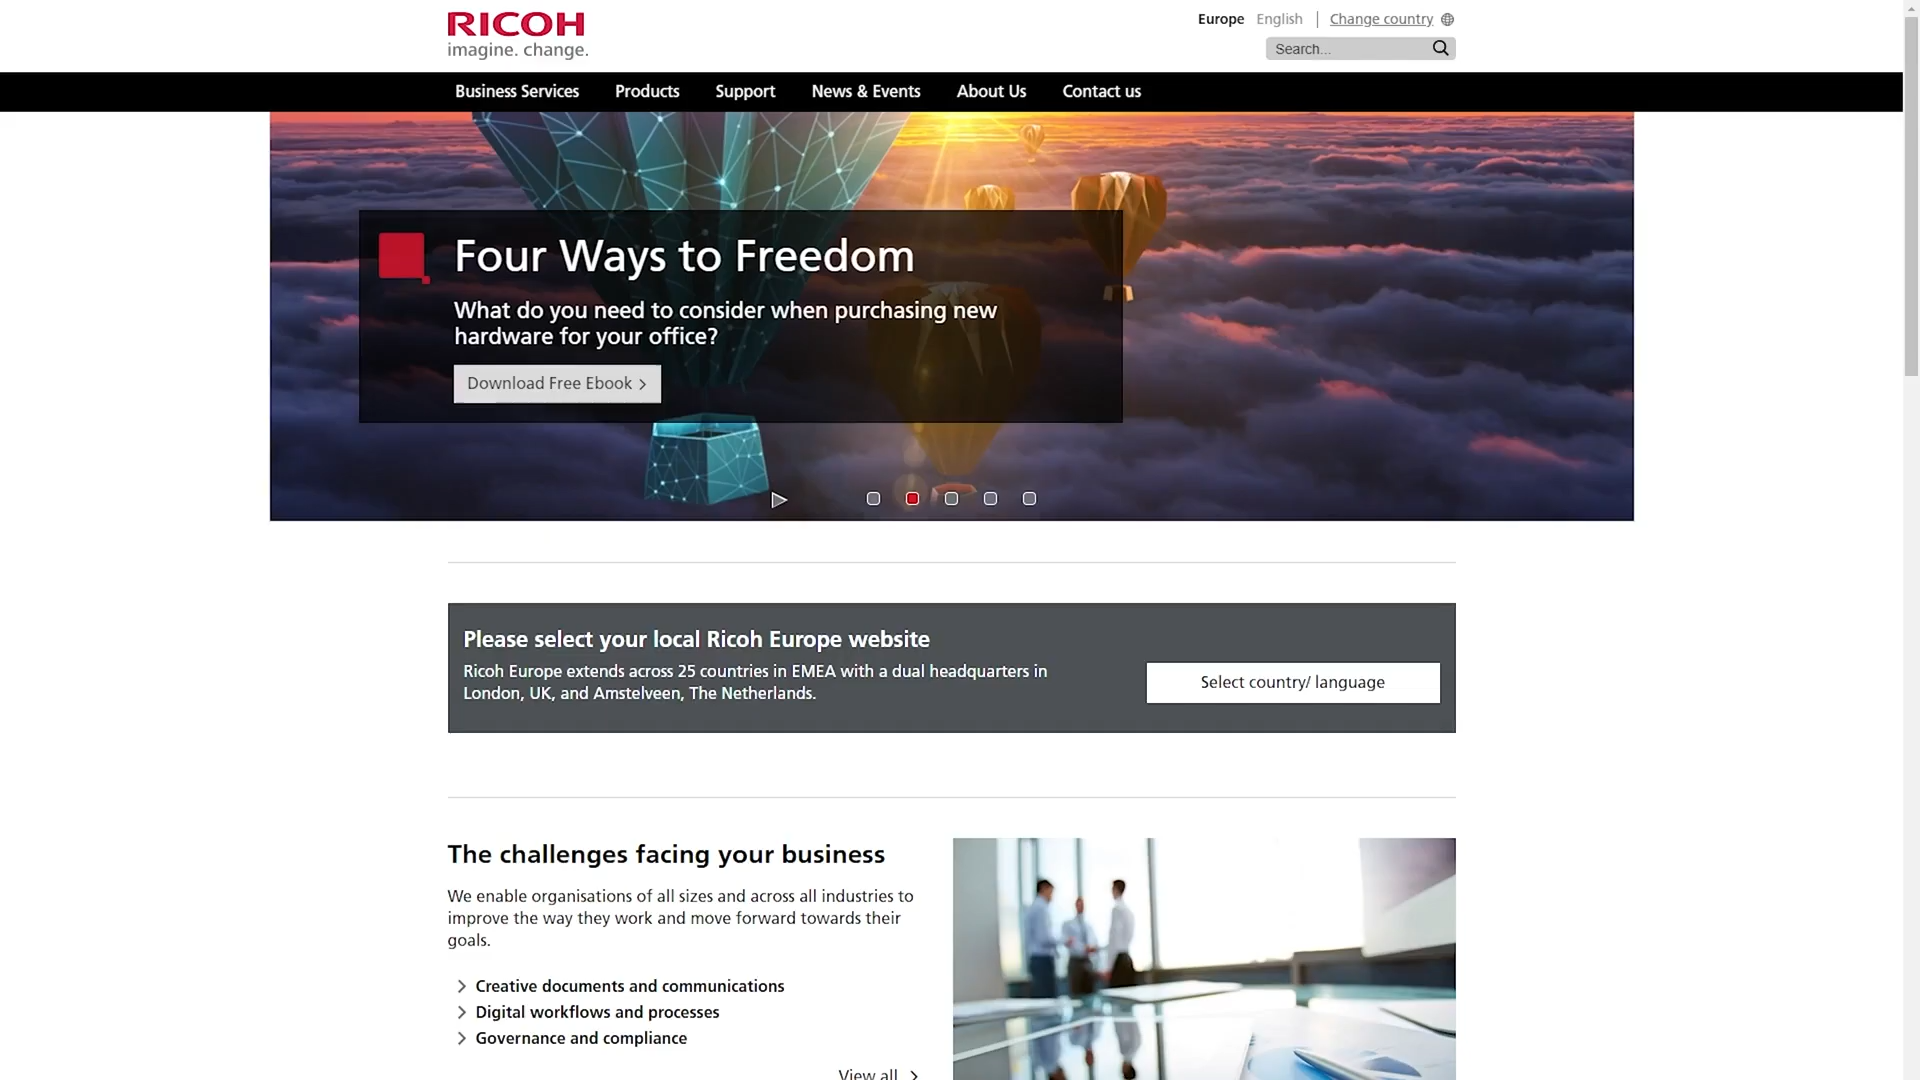 RICOH
imagine. change.
Europe English | Change country
Search...
Business Services Products Support News & Events About Us Contact us
Four Ways to Freedom
What do you need to consider when purchasing new
hardware for your office?
Download Free Ebook
Please select your local Ricoh Europe website
Ricoh Europe extends across 25 countries in EMEA with a dual headquarters in
London, UK, and Amstelveen, The Netherlands.
Select country/ language
The challenges facing your business
We enable organisations of all sizes and across all industries to
improve the way they work and move forward towards their
goals.
Creative documents and communications
Digital workflows and processes
Governance and compliance
View all